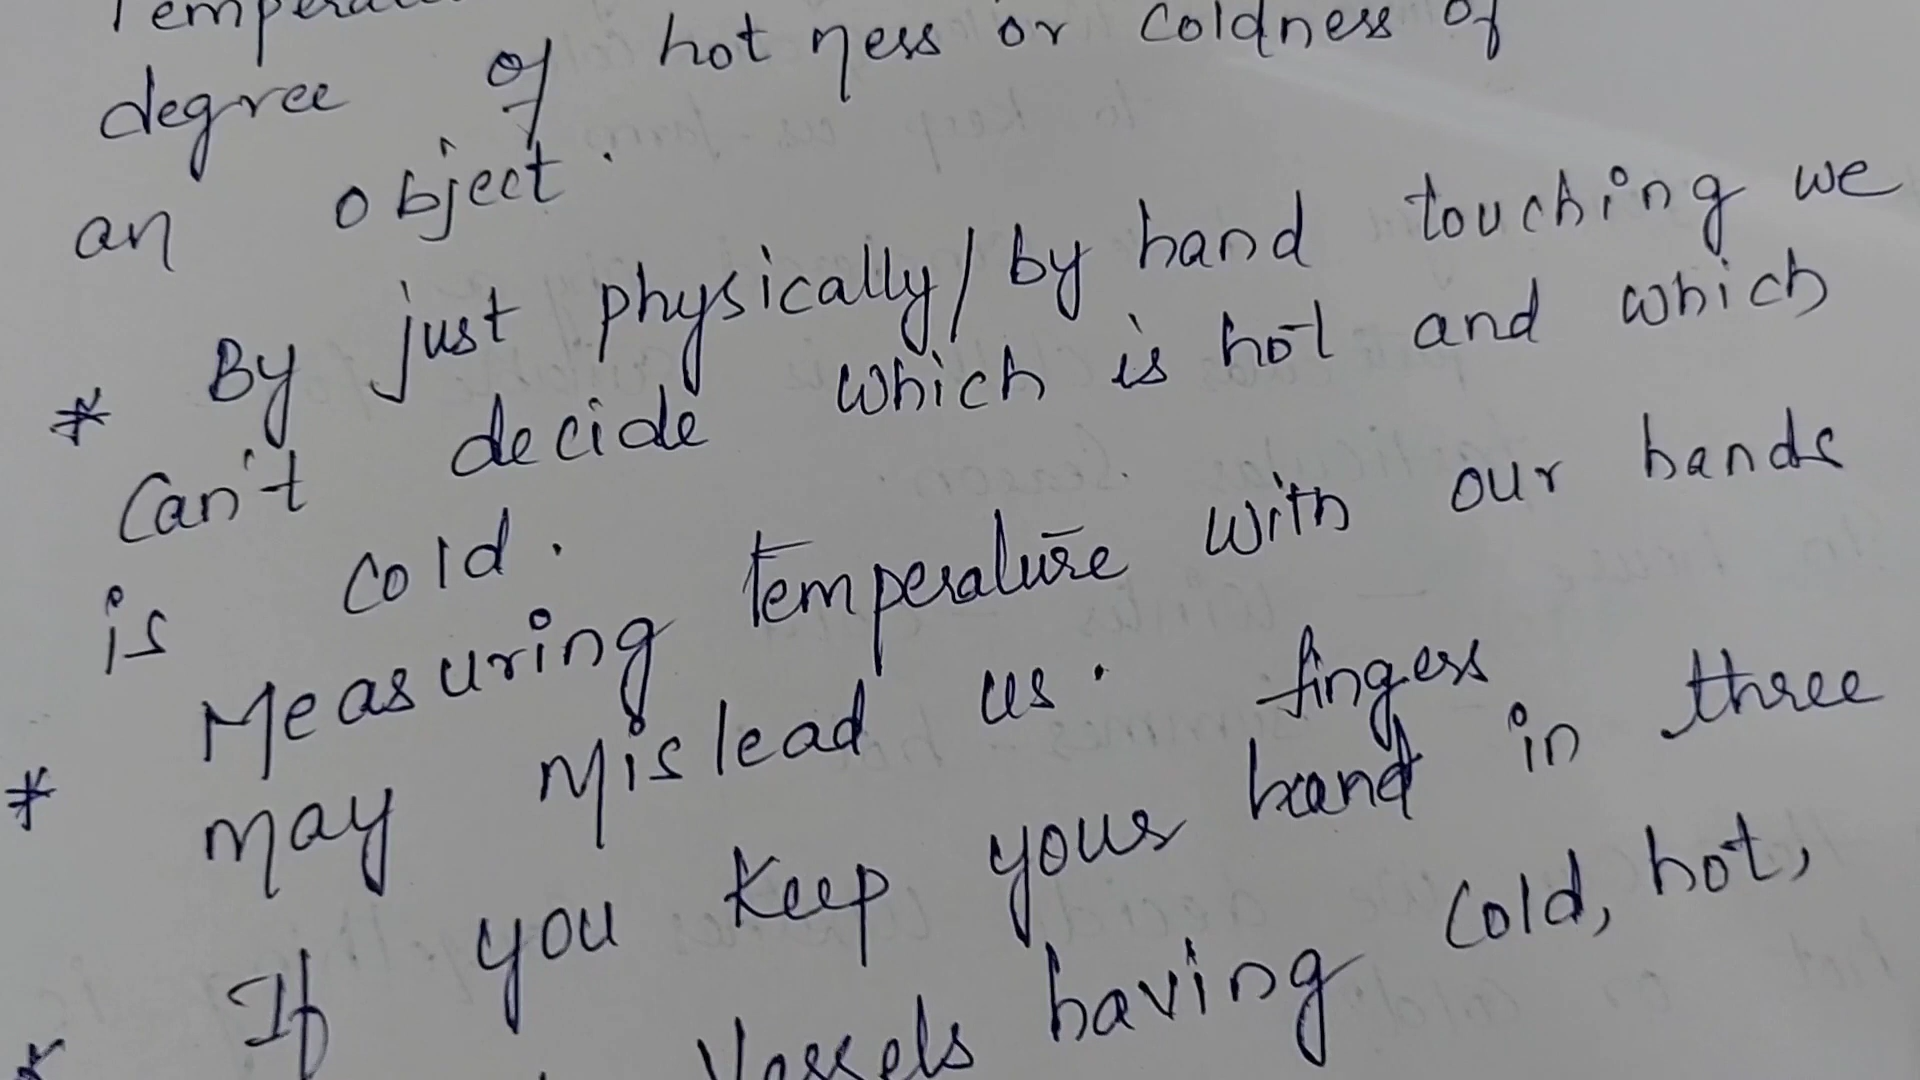 degree of hotness or coldness of
an object.
* By just physically/by hand touching we
can't decide which is hot and which
is cold.
* Measuring temperature with our hands
may mislead us.
fingers
* If you keep your hand in three
Vessels having cold, hot,